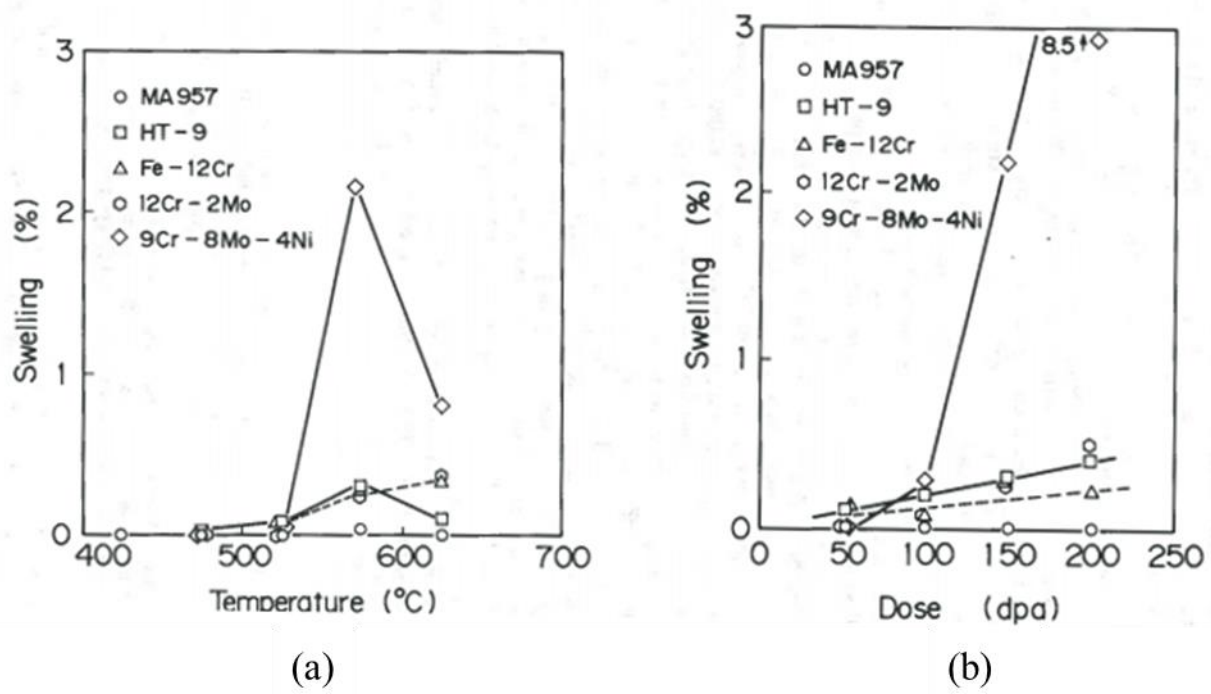 3
2
1
0
Swelling (%)
MA957
HT-9
Fe-12Cr
12Cr-2Mo
9Cr-8Mo-4Ni
400 500 600 700
Temperature (°C)
(a)
3
2
1
0
Swelling (%)
MA957
HT-9
Fe-12Cr
12Cr-2Mo
9Cr-8Mo-4Ni
8.5
0 50 100 150 200 250
Dose (dpa)
(b)